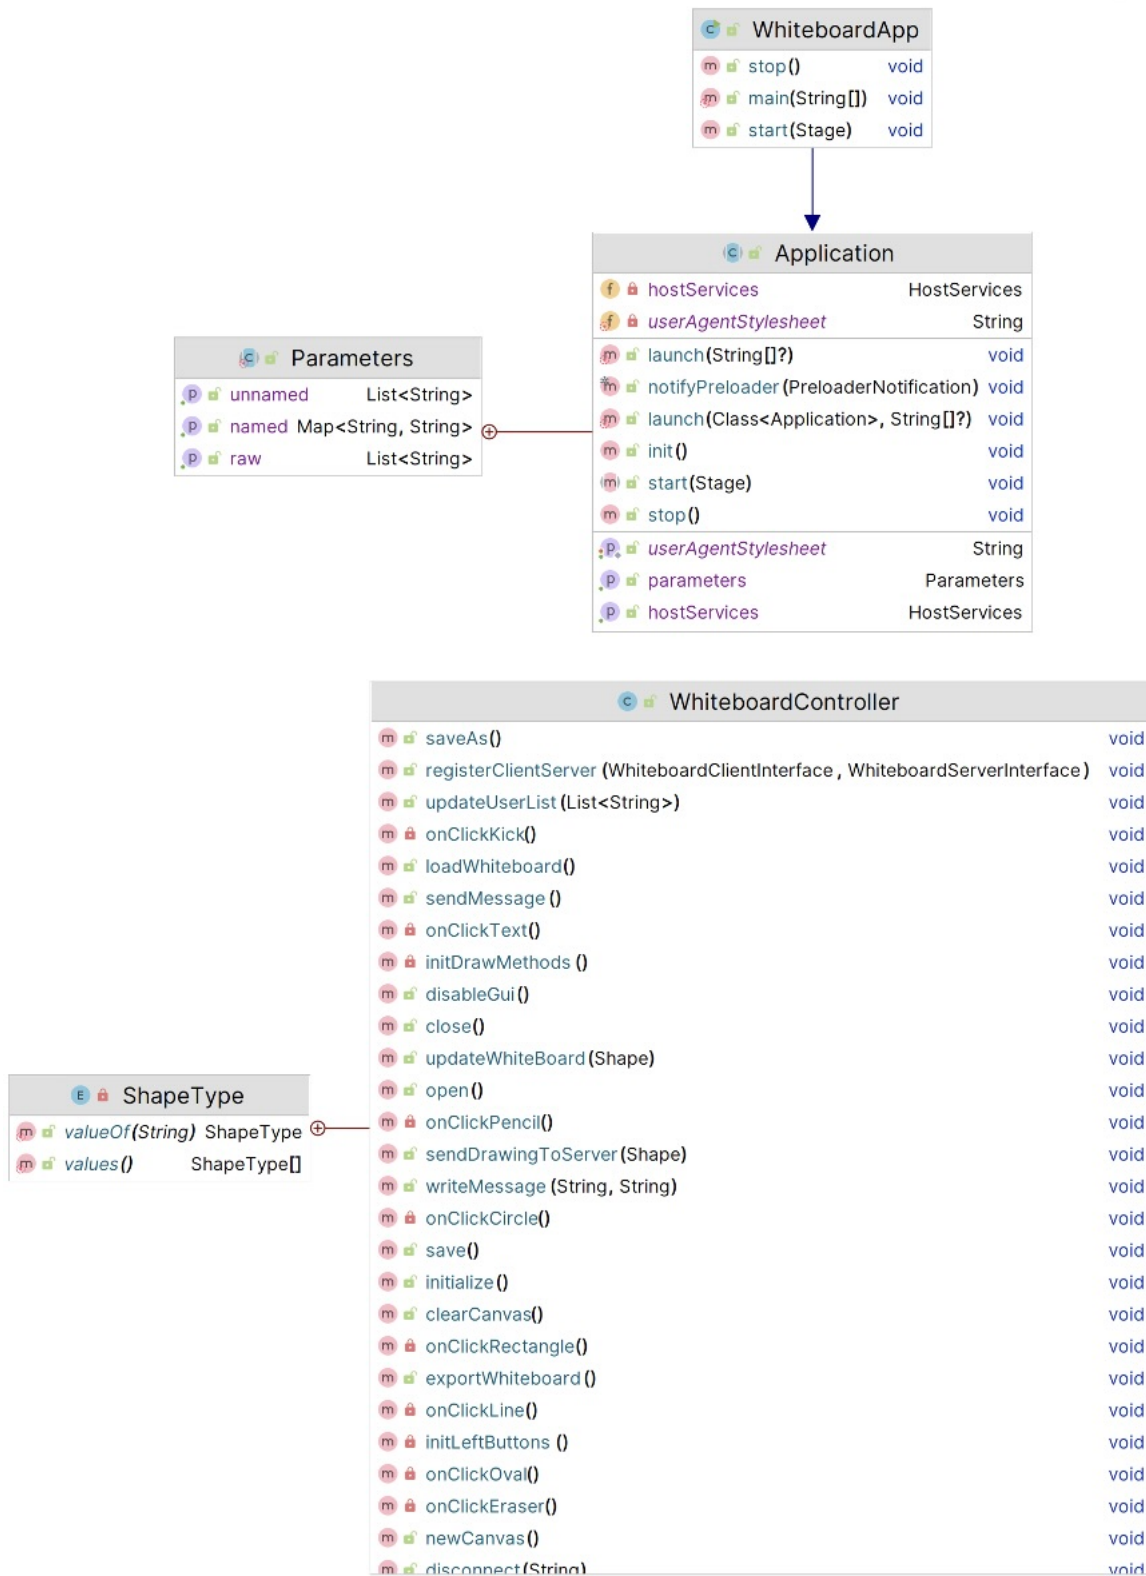 WhiteboardApp
stop() void
main(String[]) void
start(Stage) void
Application
hostServices HostServices
userAgentStylesheet String
launch(String[]?) void
notifyPreloader(PreloaderNotification) void
launch(Class<Application>, String[]?) void
init() void
start(Stage) void
stop() void
userAgentStylesheet String
parameters Parameters
hostServices HostServices
Parameters
unnamed List<String>
named Map<String, String>
raw List<String>
WhiteboardController
saveAs() void
registerClientServer(WhiteboardClientInterface, WhiteboardServerInterface) void
updateUserList(List<String>) void
onClickKick() void
loadWhiteboard() void
sendMessage() void
onClickText() void
initDrawMethods() void
disableGui() void
close() void
updateWhiteBoard(Shape) void
open() void
onClickPencil() void
sendDrawingToServer(Shape) void
writeMessage(String, String) void
onClickCircle() void
save() void
initialize() void
clearCanvas() void
onClickRectangle() void
exportWhiteboard() void
onClickLine() void
initLeftButtons() void
onClickOval() void
onClickEraser() void
newCanvas() void
disconnect(String) void
ShapeType
valueOf(String) ShapeType
values() ShapeType[]